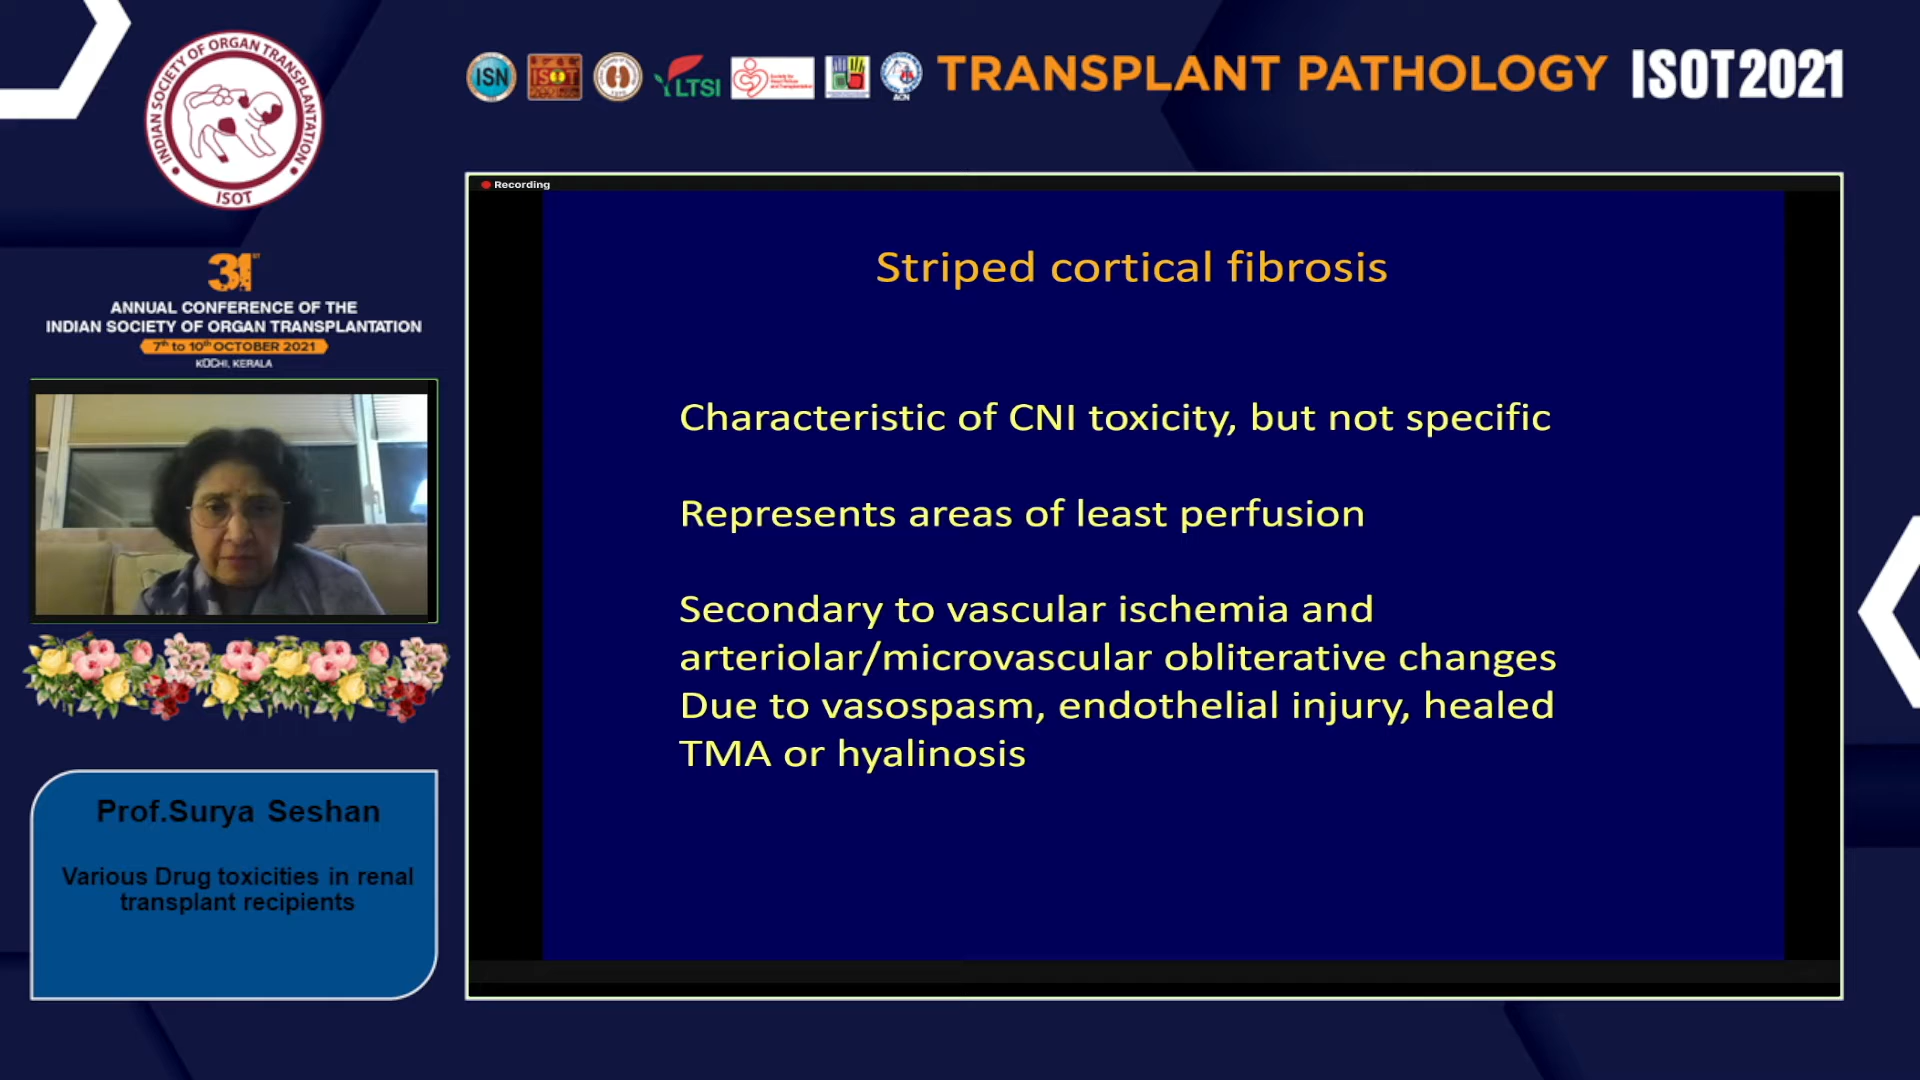 INDIAN SOCIETY OF ORGAN TRANSPLANTATION
ISOT
ISN
ISOT
LTSI
ACN
TRANSPLANT PATHOLOGY ISOT2021
31ST
ANNUAL CONFERENCE OF THE
INDIAN SOCIETY OF ORGAN TRANSPLANTATION
7th to 10th OCTOBER 2021
KOCHI, KERALA
Prof.Surya Seshan
Various Drug toxicities in renal
transplant recipients
Recording
Striped cortical fibrosis
Characteristic of CNI toxicity, but not specific
Represents areas of least perfusion
Secondary to vascular ischemia and
arteriolar/microvascular obliterative changes
Due to vasospasm, endothelial injury, healed
TMA or hyalinosis